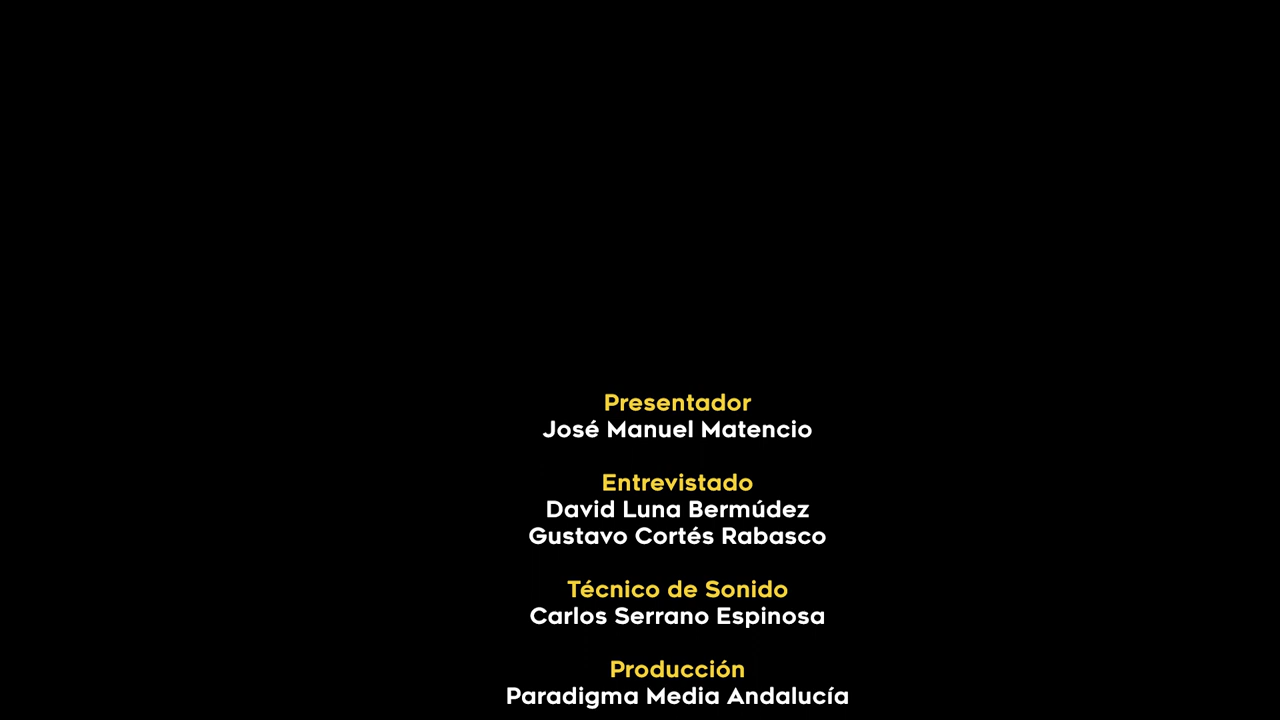 Presentador
José Manuel Matencio
Entrevistado
David Luna Bermúdez
Gustavo Cortés Rabasco
Técnico de Sonido
Carlos Serrano Espinosa
Producción
Paradigma Media Andalucía